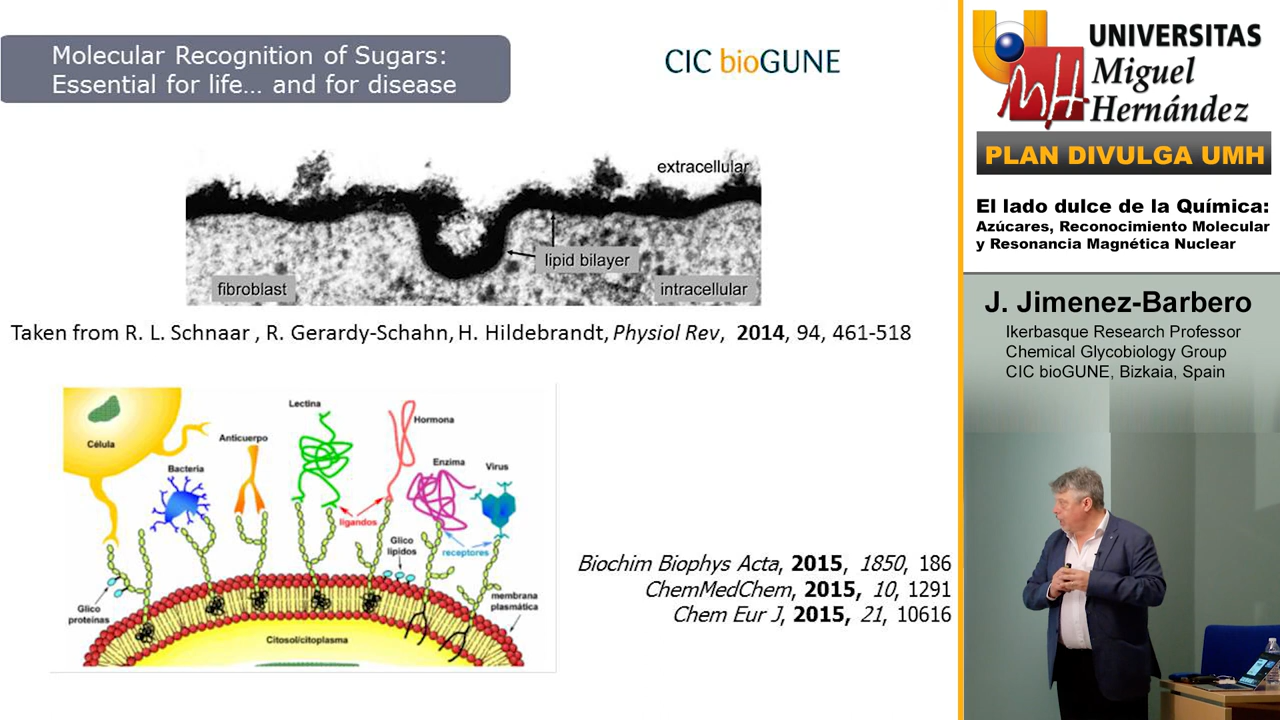 Molecular Recognition of Sugars:
Essential for life... and for disease
CIC bioGUNE
extracellular
lipid bilayer
fibroblast
intracellular
Taken from R. L. Schnaar , R. Gerardy-Schahn, H. Hildebrandt, Physiol Rev, 2014, 94, 461-518
Célula
Bacteria
Anticuerpo
Lectina
Hormona
Enzima
Virus
ligandos
receptores
Glico
lípidos
Glico
proteínas
membrana
plasmática
Citosol/citoplasma
Biochim Biophys Acta, 2015, 1850, 186
ChemMedChem, 2015, 10, 1291
Chem Eur J, 2015, 21, 10616
UNIVERSITAS
Miguel
Hernández
UMH
PLAN DIVULGA UMH
El lado dulce de la Química:
Azúcares, Reconocimiento Molecular
y Resonancia Magnética Nuclear
J. Jimenez-Barbero
Ikerbasque Research Professor
Chemical Glycobiology Group
CIC bioGUNE, Bizkaia, Spain